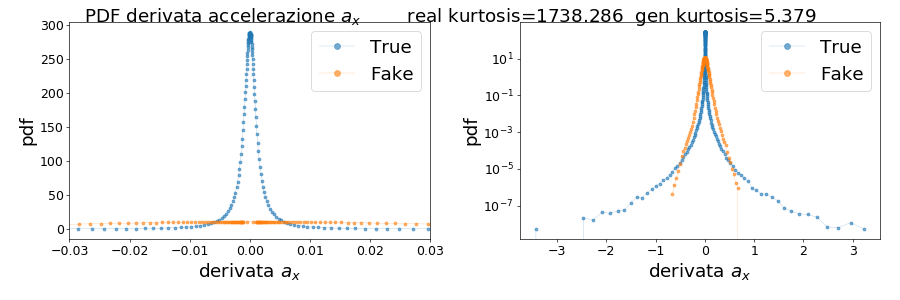 PDF derivata accelerazione $a_x$ real kurtosis=1738.286 gen kurtosis=5.379
300
250
200
150
100
50
0
pdf
True
Fake
−0.03 −0.02 −0.01 0.00 0.01 0.02 0.03
derivata $a_x$
10¹
10⁻¹
10⁻³
10⁻⁵
10⁻⁷
pdf
True
Fake
−3 −2 −1 0 1 2 3
derivata $a_x$